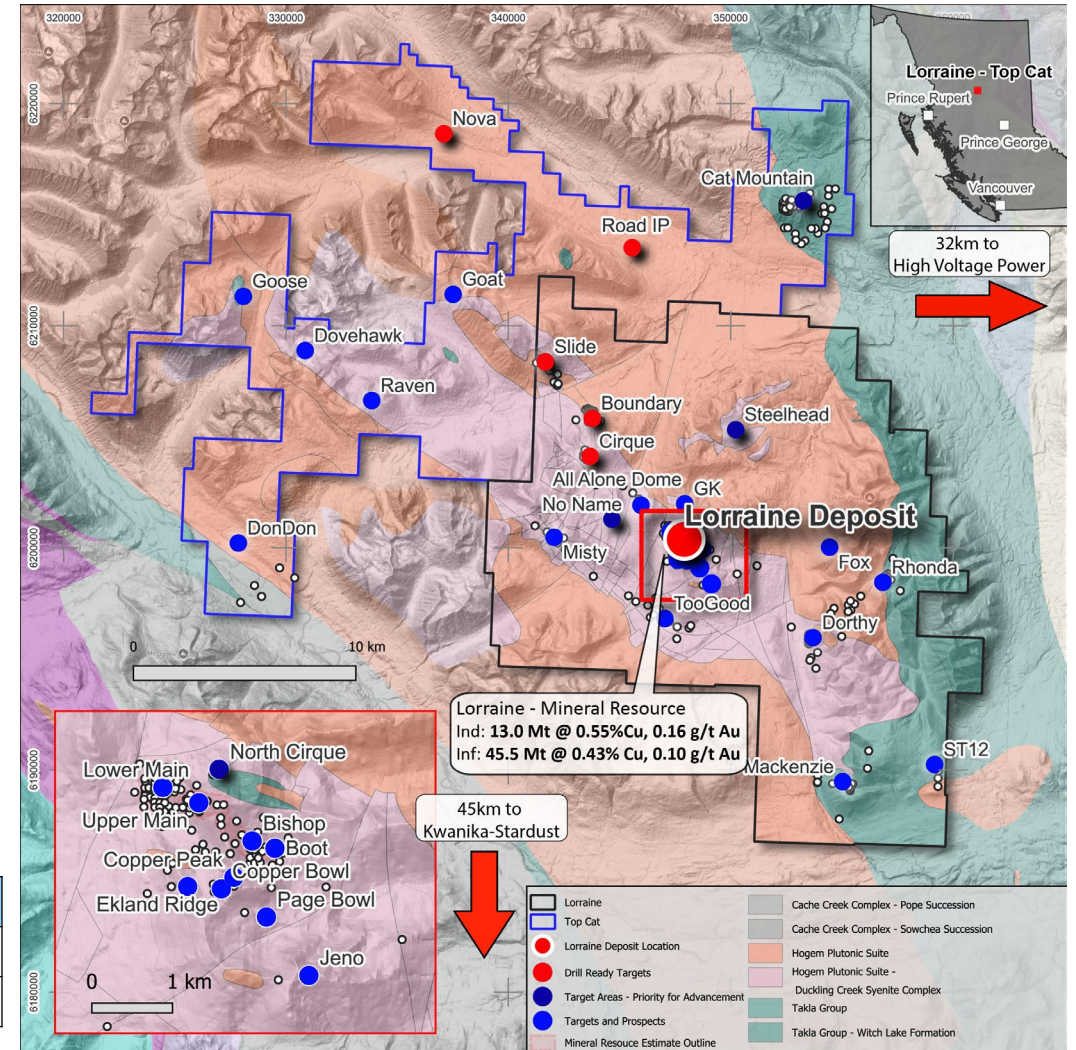 320000
330000
340000
350000
6220000
6210000
6200000
6190000
6180000
Lorraine - Top Cat
Prince Rupert
Prince George
Vancouver
32km to
High Voltage Power
Nova
Cat Mountain
Road IP
Goose
Goat
Dovehawk
Slide
Raven
Boundary
Steelhead
Cirque
All Alone Dome
GK
No Name
Lorraine Deposit
DonDon
Misty
Fox
Rhonda
TooGood
Dorthy
0
10 km
Lorraine - Mineral Resource
Ind: 13.0 Mt @ 0.55%Cu, 0.16 g/t Au
Inf: 45.5 Mt @ 0.43% Cu, 0.10 g/t Au
ST12
Mackenzie
45km to
Kwanika-Stardust
North Cirque
Lower Main
Upper Main
Bishop
Boot
Copper Peak
Copper Bowl
Ekland Ridge
Page Bowl
Jeno
0
1 km
Lorraine
Top Cat
Lorraine Deposit Location
Drill Ready Targets
Target Areas - Priority for Advancement
Targets and Prospects
Mineral Resouce Estimate Outline
Cache Creek Complex - Pope Succession
Cache Creek Complex - Sowchea Succession
Hogem Plutonic Suite
Hogem Plutonic Suite -
Duckling Creek Syenite Complex
Takla Group
Takla Group - Witch Lake Formation